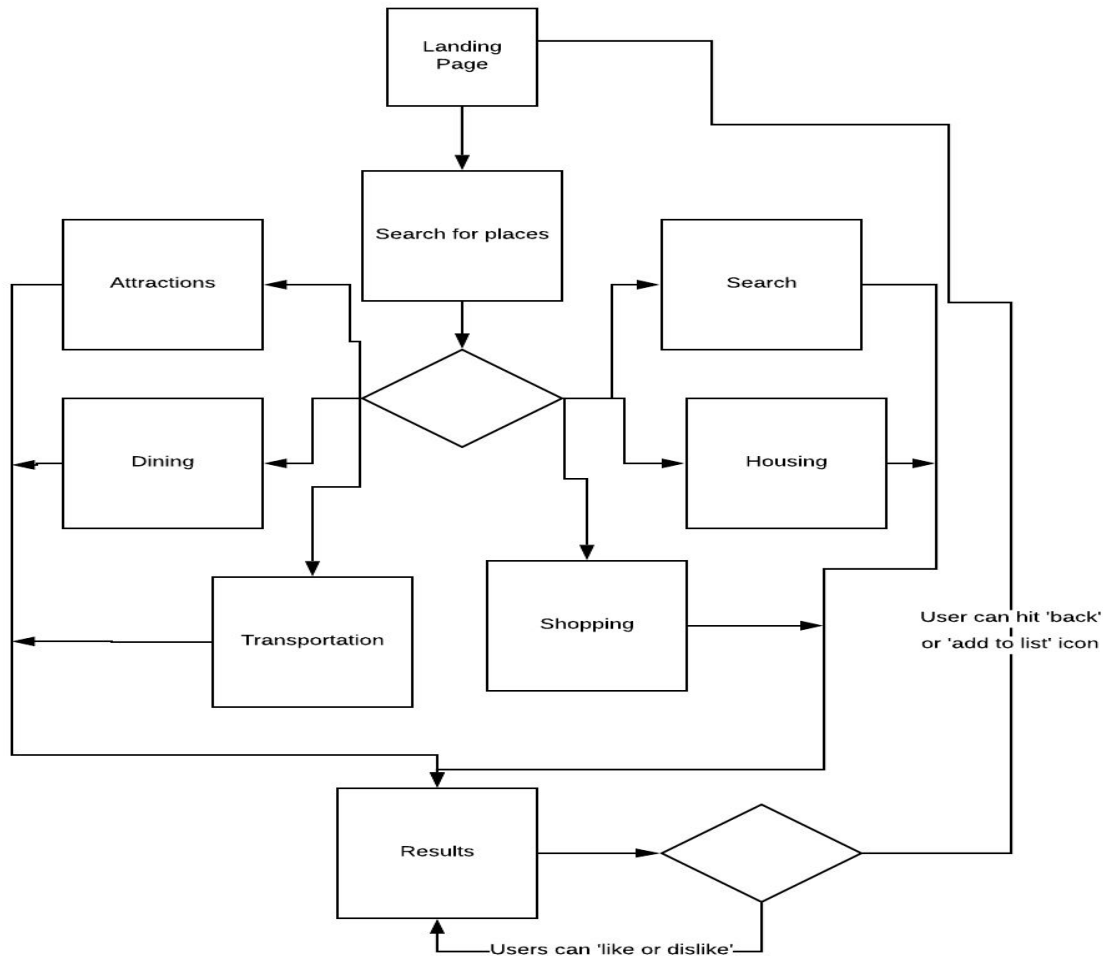 Landing
Page
Search for places
Attractions
Search
Dining
Housing
Transportation
Shopping
User can hit 'back'
or 'add to list' icon
Results
Users can 'like or dislike'